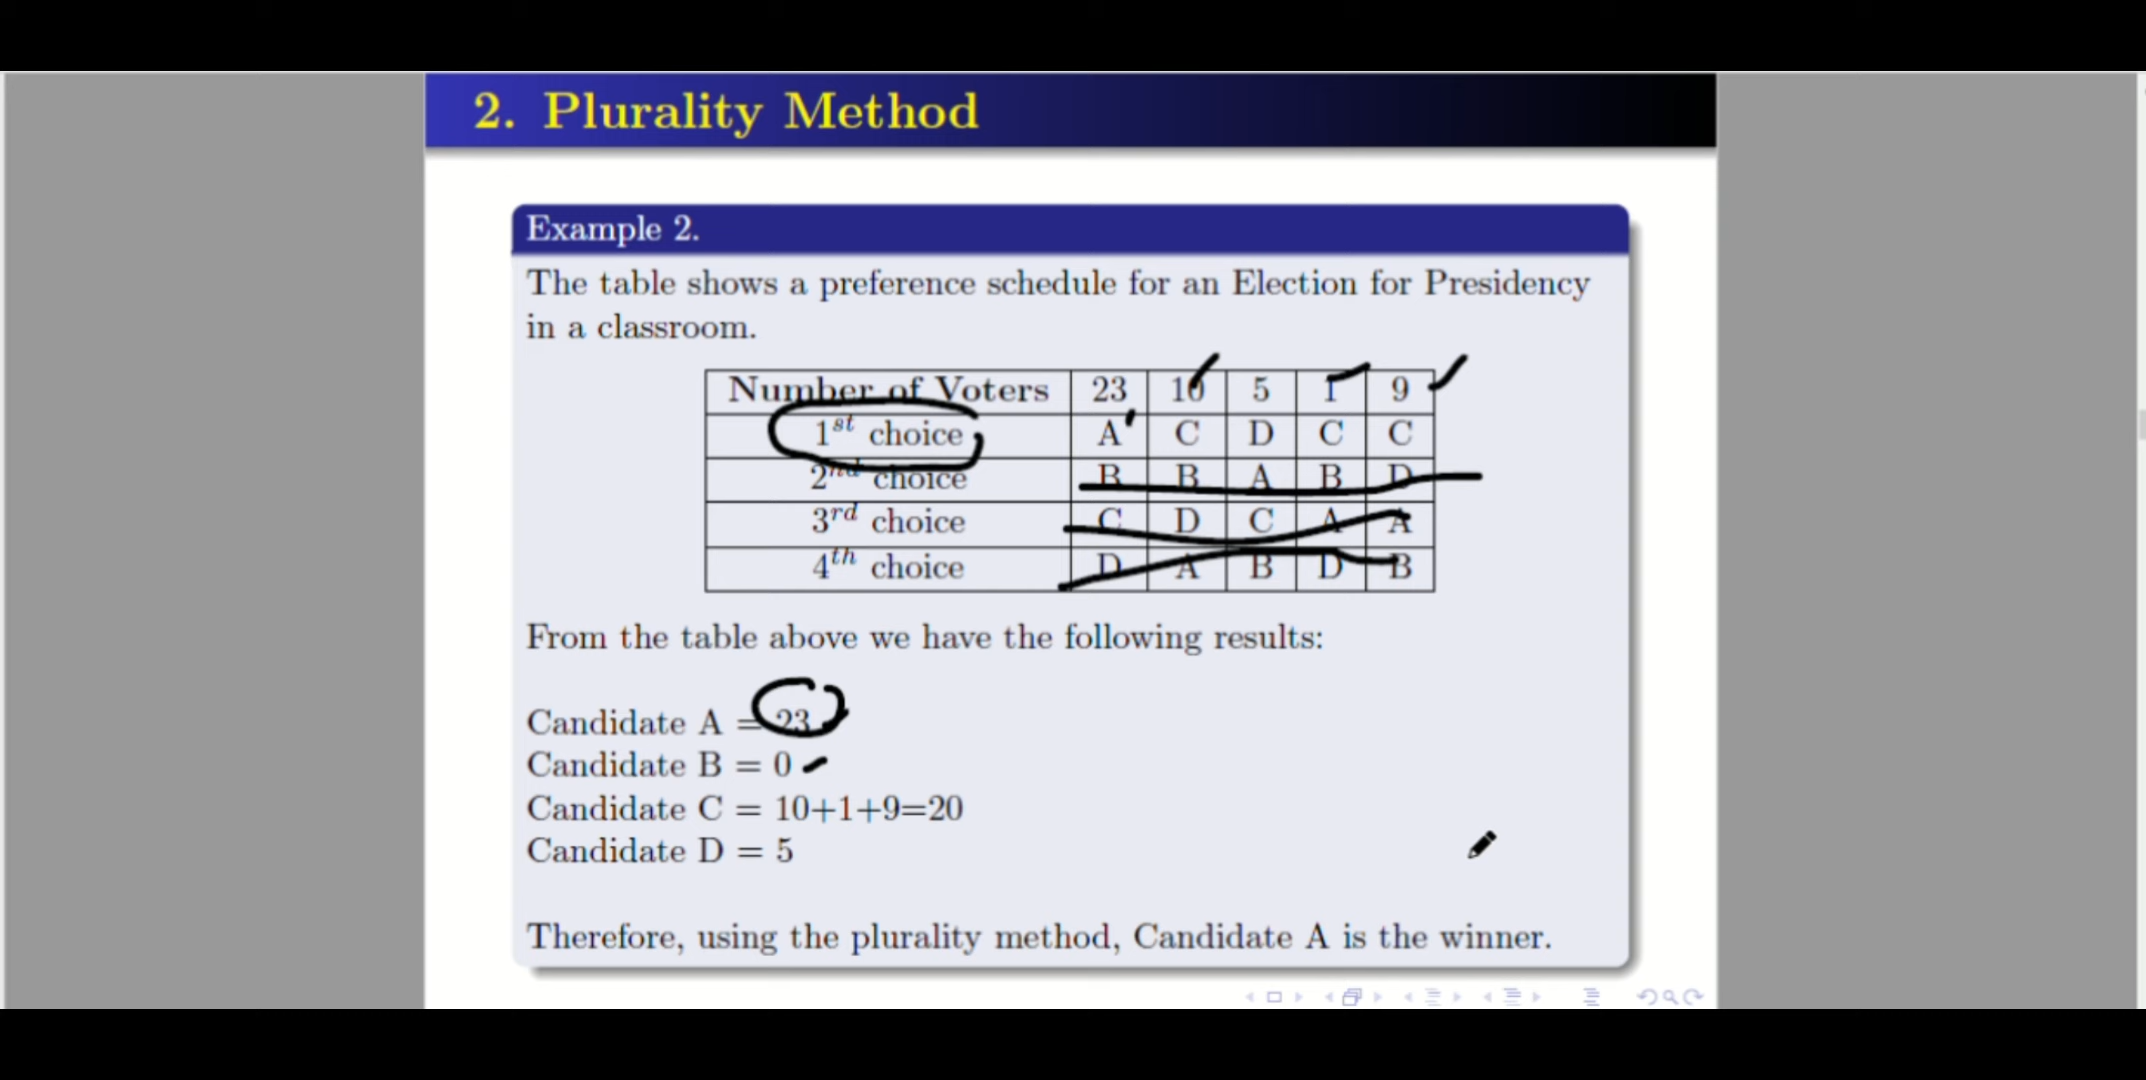 2. Plurality Method
Example 2.
The table shows a preference schedule for an Election for Presidency
in a classroom.
Number of Voters 23 10 5 1 9
1st choice A C D C C
2nd choice B B A B D
3rd choice C D C A A
4th choice D A B D B
From the table above we have the following results:
Candidate A = 23
Candidate B = 0
Candidate C = 10+1+9=20
Candidate D = 5
Therefore, using the plurality method, Candidate A is the winner.